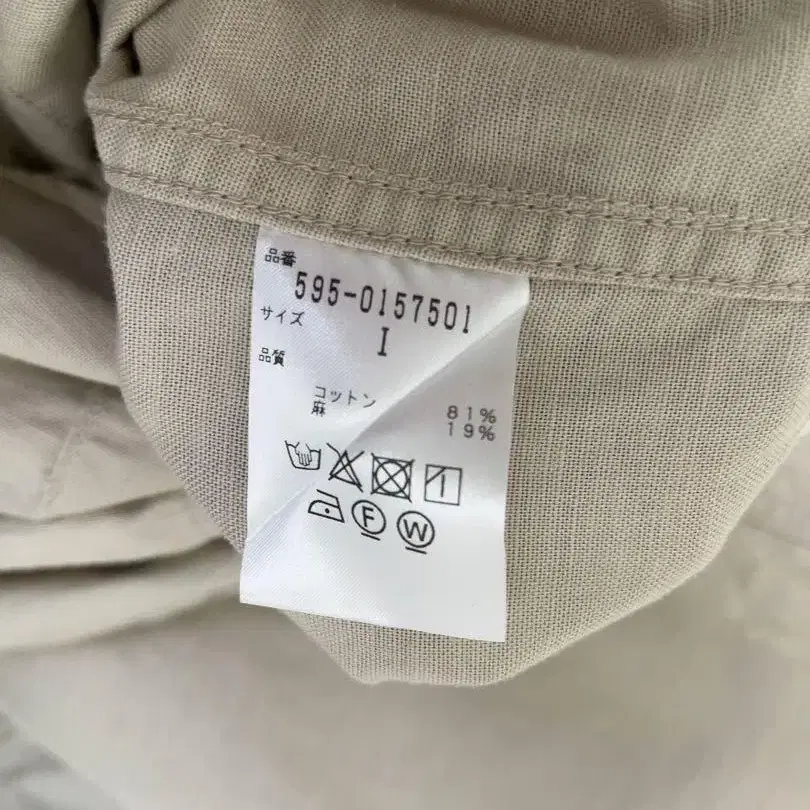 品番
595-0157501
サイズ
I
品質
コットン 81%
麻 19%
F W